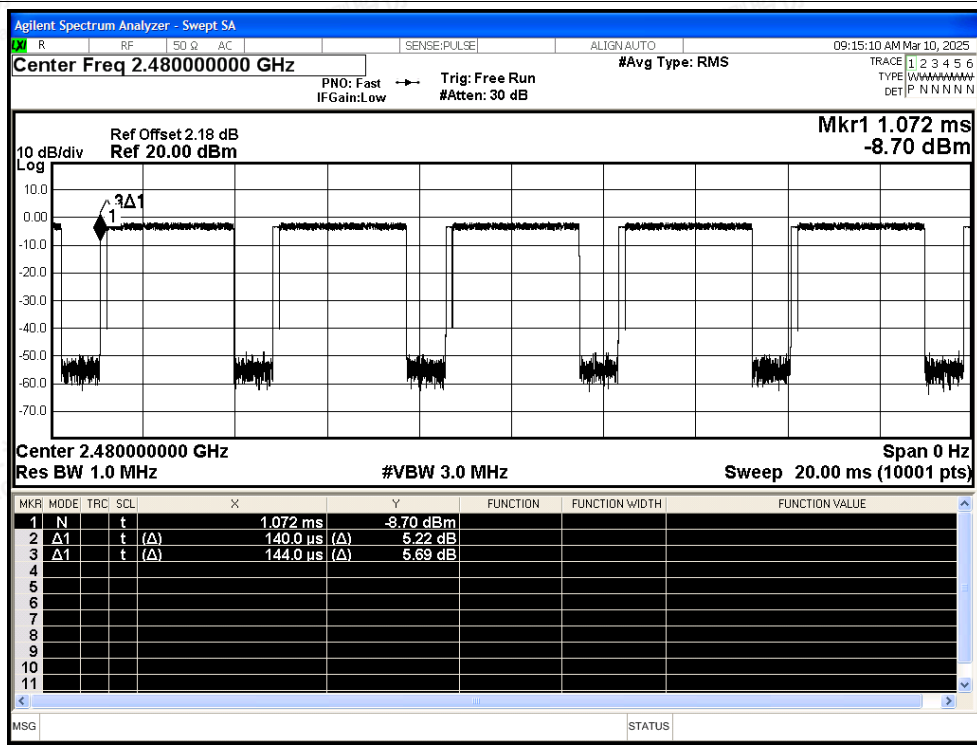 Agilent Spectrum Analyzer - Swept SA
LXI R RF 50 Ω AC SENSE:PULSE ALIGN AUTO 09:15:10 AM Mar 10, 2025
Center Freq 2.480000000 GHz
PNO: Fast
IFGain:Low
Trig: Free Run
#Atten: 30 dB
#Avg Type: RMS
TRACE 1 2 3 4 5 6
TYPE WWWWWW
DET P N N N N N
Mkr1 1.072 ms
-8.70 dBm
Ref Offset 2.18 dB
10 dB/div Ref 20.00 dBm
Log
10.0
0.00
-10.0
-20.0
-30.0
-40.0
-50.0
-60.0
-70.0
3Δ1
1
Center 2.480000000 GHz Span 0 Hz
Res BW 1.0 MHz #VBW 3.0 MHz Sweep 20.00 ms (10001 pts)
MKR MODE TRC SCL X Y FUNCTION FUNCTION WIDTH FUNCTION VALUE
1 N t 1.072 ms -8.70 dBm
2 Δ1 t (Δ) 140.0 µs (Δ) 5.22 dB
3 Δ1 t (Δ) 144.0 µs (Δ) 5.69 dB
4
5
6
7
8
9
10
11
MSG STATUS